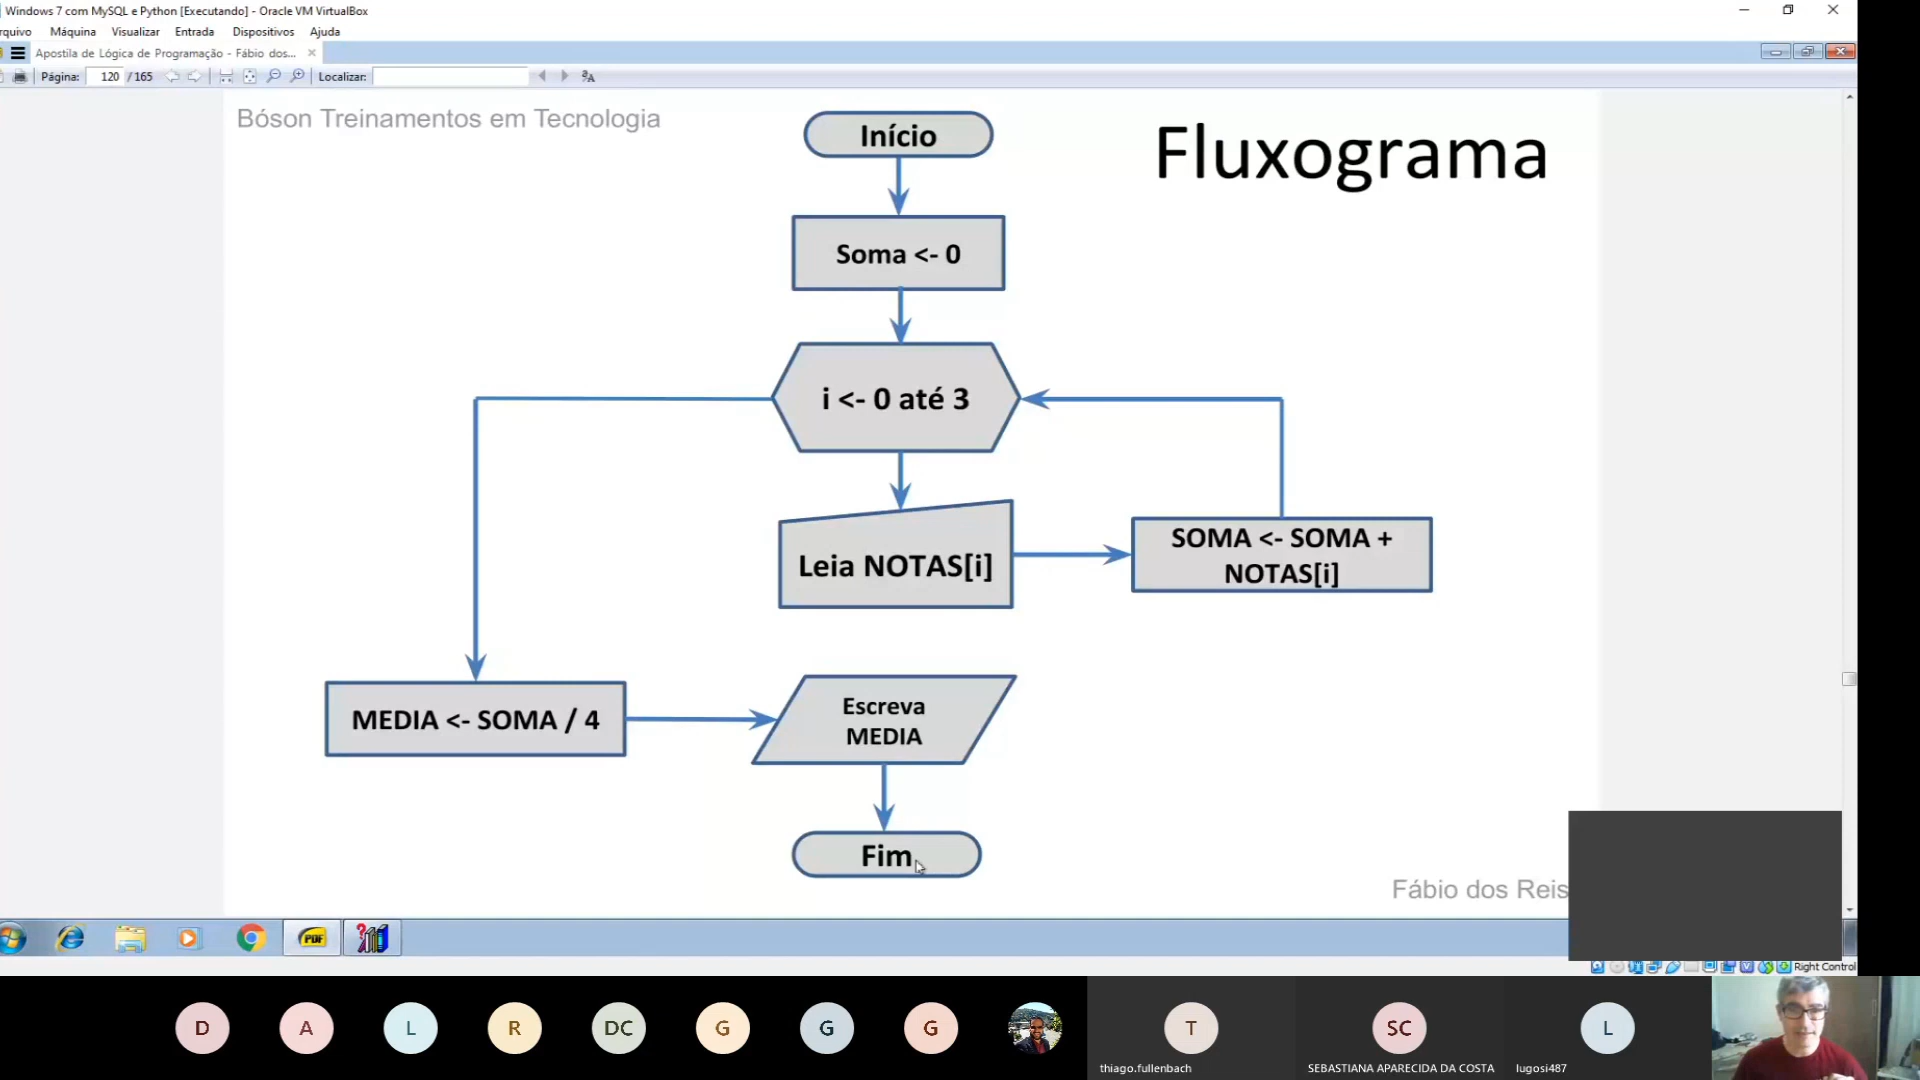 Windows 7 com MySQL e Python [Executando] - Oracle VM VirtualBox
rquivo Máquina Visualizar Entrada Dispositivos Ajuda
Apostila de Lógica de Programação - Fábio dos...
Página: 120 / 165 Localizar:
Bóson Treinamentos em Tecnologia
Fluxograma
Início
Soma <- 0
i <- 0 até 3
Leia NOTAS[i]
SOMA <- SOMA +
NOTAS[i]
MEDIA <- SOMA / 4
Escreva
MEDIA
Fim
Fábio dos Reis
PDF
Right Control
D A L R DC G G G T SC L
thiago.fullenbach SEBASTIANA APARECIDA DA COSTA lugosi487